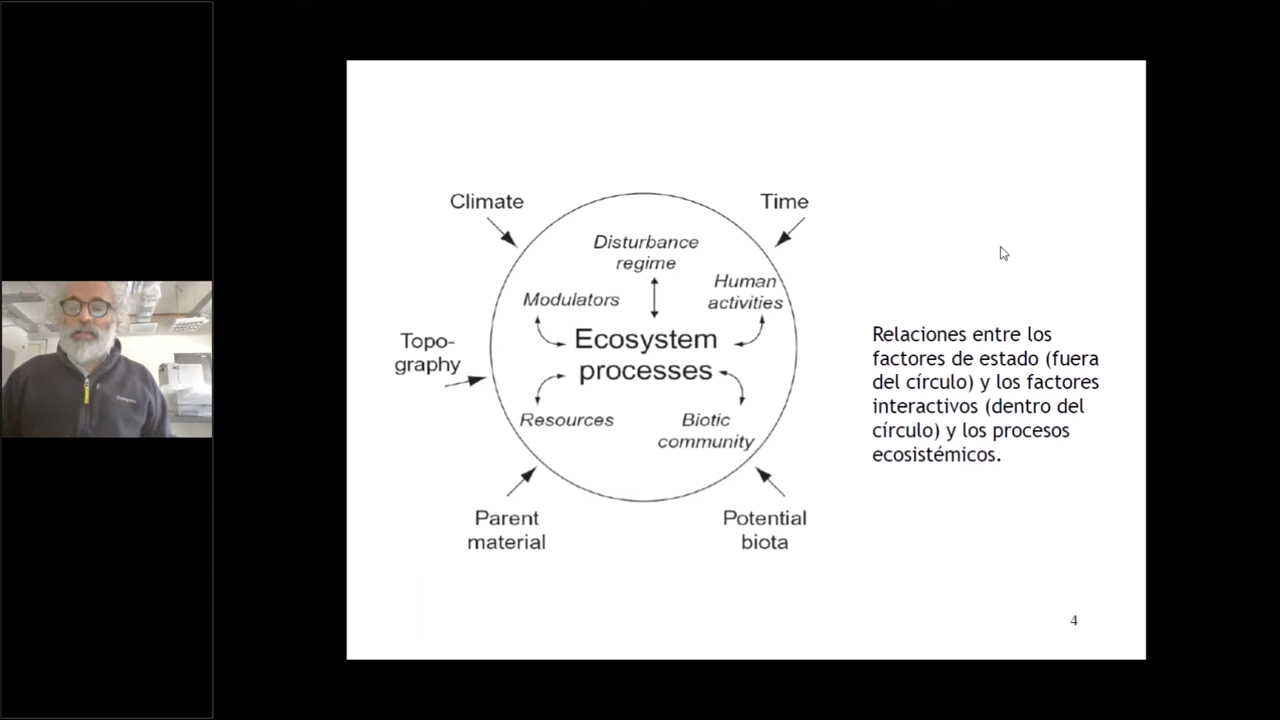 Climate
Time
Disturbance
regime
Human
activities
Modulators
Ecosystem
processes
Topo-
graphy
Resources
Biotic
community
Parent
material
Potential
biota
Relaciones entre los
factores de estado (fuera
del círculo) y los factores
interactivos (dentro del
círculo) y los procesos
ecosistémicos.
4